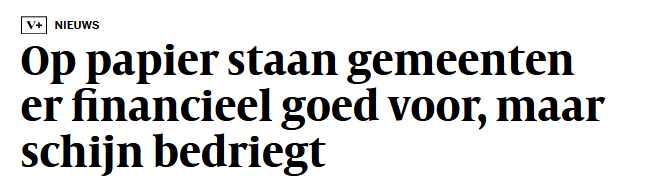 V+ NIEUWS
Op papier staan gemeenten
er financieel goed voor, maar
schijn bedriegt